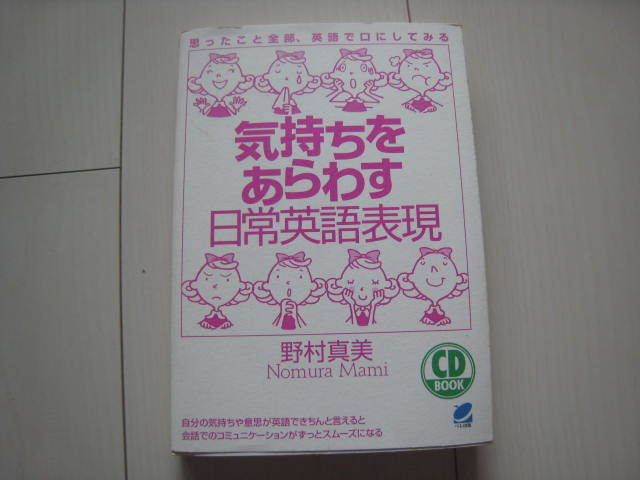 思ったこと全部、英語で口にしてみる
気持ちを
あらわす
日常英語表現
野村真美
Nomura Mami
CD
BOOK
自分の気持ちや意思が英語できちんと言えると
会話でのコミュニケーションがずっとスムーズになる
ベレ出版